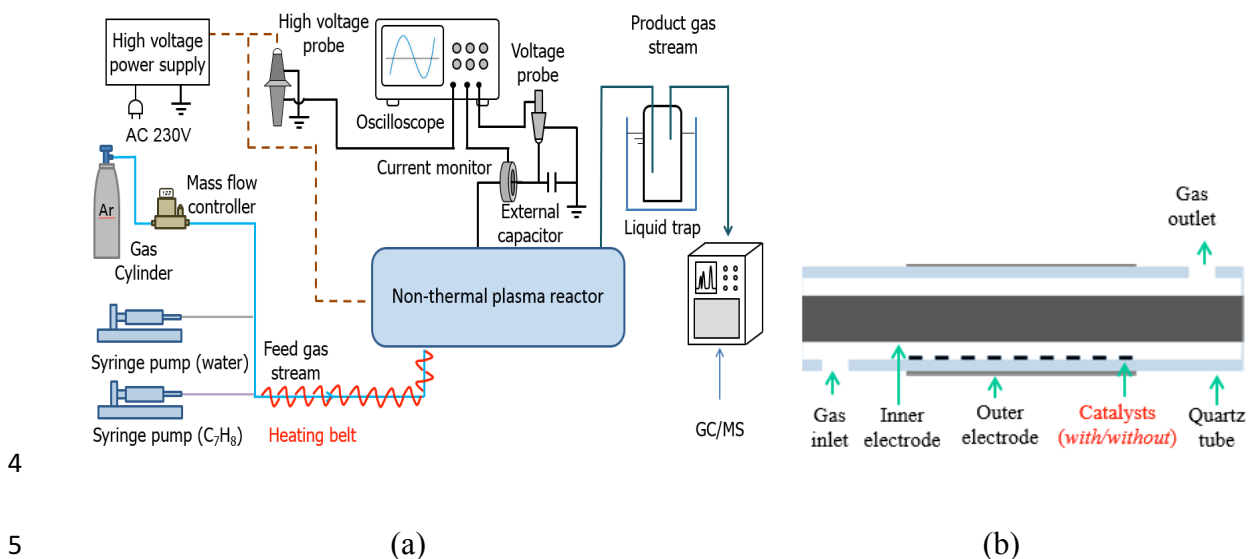 High voltage
power supply
AC 230V
High voltage
probe
Oscilloscope
Voltage
probe
Product gas
stream
Ar
Mass flow
controller
Gas
Cylinder
Current monitor
External
capacitor
Liquid trap
Non-thermal plasma reactor
Syringe pump (water)
Feed gas
stream
Syringe pump (C₇H₈)
Heating belt
GC/MS
Gas
outlet
Gas
inlet
Inner
electrode
Outer
electrode
Catalysts
(with/without)
Quartz
tube
4
5 (a) (b)